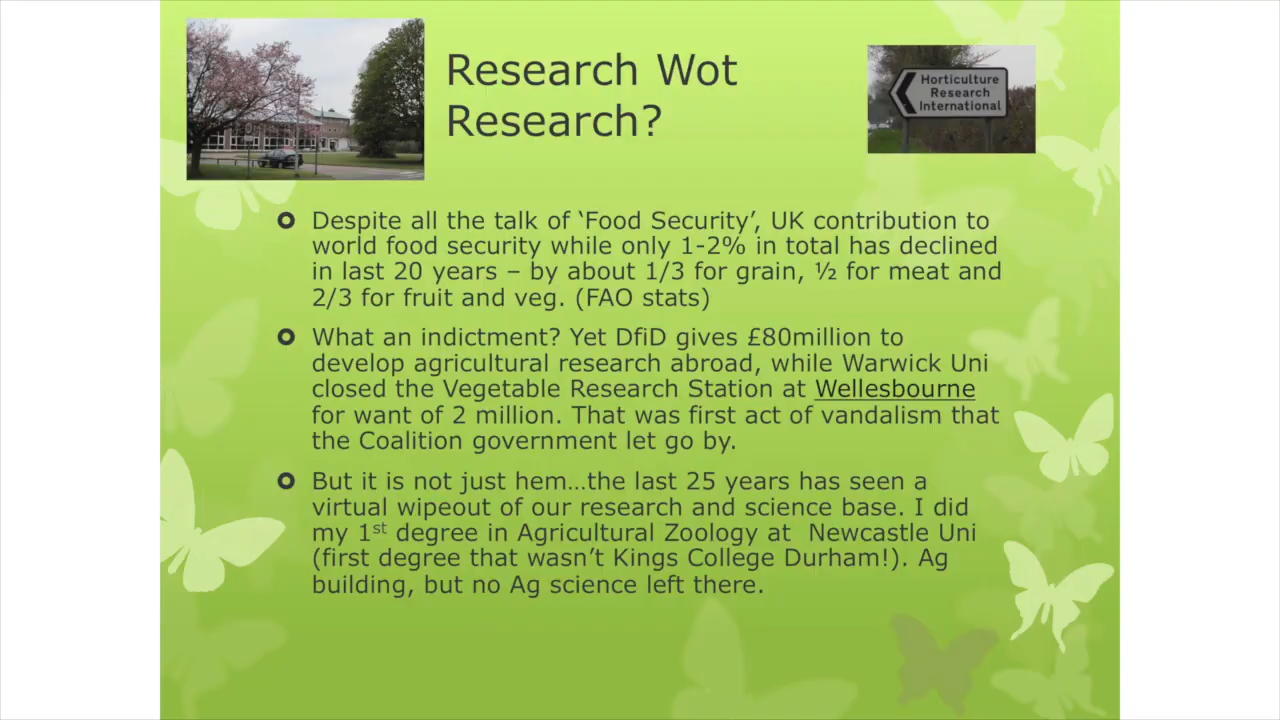 Research Wot
Research?
Horticulture
Research
International
Despite all the talk of ‘Food Security’, UK contribution to
world food security while only 1-2% in total has declined
in last 20 years – by about 1/3 for grain, ½ for meat and
2/3 for fruit and veg. (FAO stats)
What an indictment? Yet DfiD gives £80million to
develop agricultural research abroad, while Warwick Uni
closed the Vegetable Research Station at Wellesbourne
for want of 2 million. That was first act of vandalism that
the Coalition government let go by.
But it is not just hem…the last 25 years has seen a
virtual wipeout of our research and science base. I did
my 1st degree in Agricultural Zoology at Newcastle Uni
(first degree that wasn’t Kings College Durham!). Ag
building, but no Ag science left there.